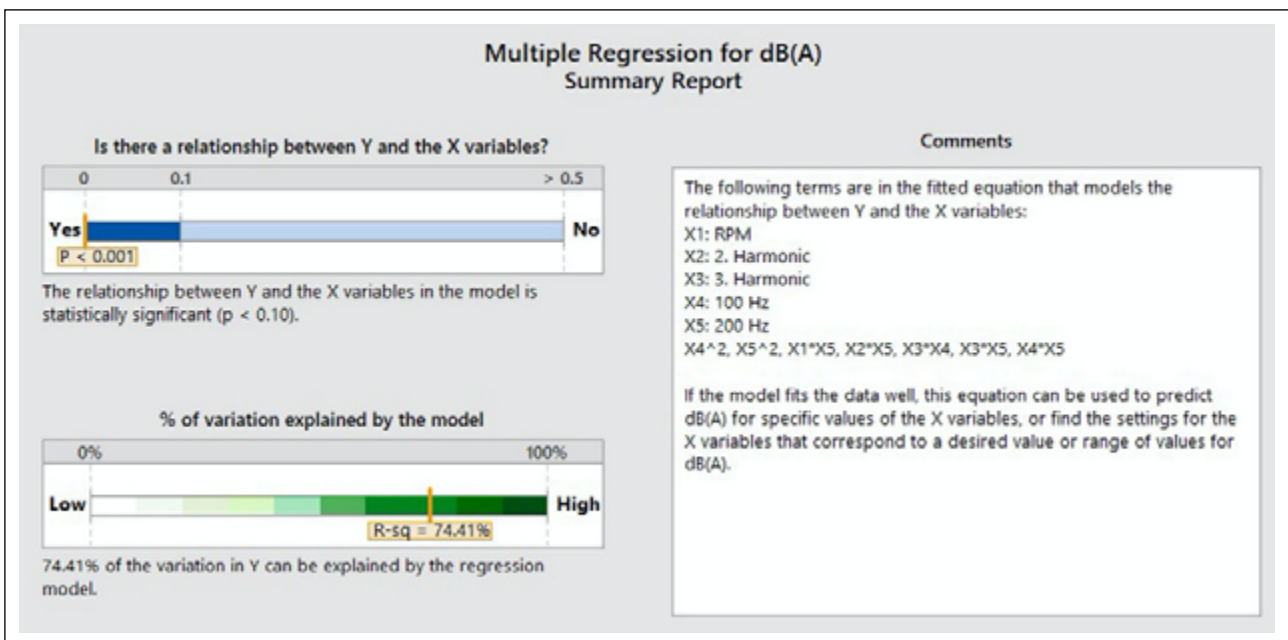 Multiple Regression for dB(A)
Summary Report
Is there a relationship between Y and the X variables?
0 0.1 > 0.5
Yes No
P < 0.001
The relationship between Y and the X variables in the model is
statistically significant (p < 0.10).
% of variation explained by the model
0% 100%
Low High
R-sq = 74.41%
74.41% of the variation in Y can be explained by the regression
model.
Comments
The following terms are in the fitted equation that models the
relationship between Y and the X variables:
X1: RPM
X2: 2. Harmonic
X3: 3. Harmonic
X4: 100 Hz
X5: 200 Hz
X4^2, X5^2, X1*X5, X2*X5, X3*X4, X3*X5, X4*X5
If the model fits the data well, this equation can be used to predict
dB(A) for specific values of the X variables, or find the settings for the
X variables that correspond to a desired value or range of values for
dB(A).